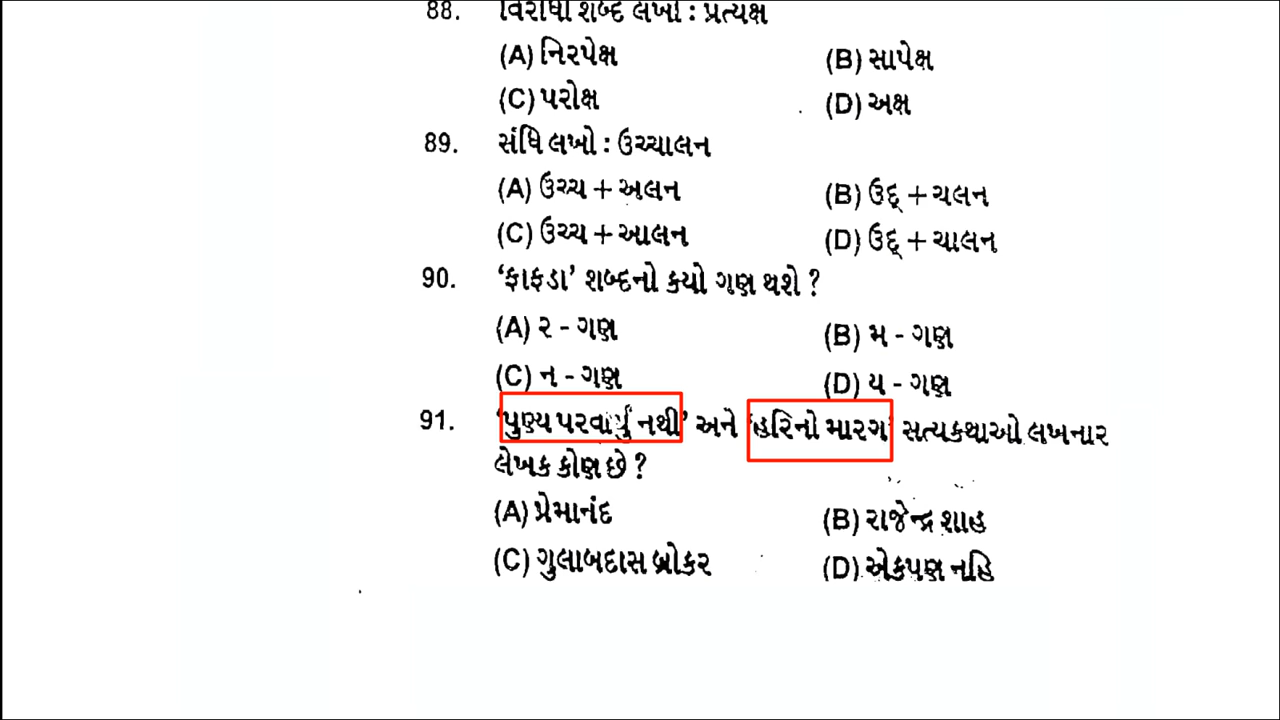 88. વિરોધી શબ્દ લખો : પ્રત્યક્ષ
(A) નિરપેક્ષ (B) સાપેક્ષ
(C) પરોક્ષ (D) અક્ષ
89. સંધિ લખો : ઉચ્ચાલન
(A) ઉચ્ચ + અલન (B) ઉદ્ + ચલન
(C) ઉચ્ચ + આલન (D) ઉદ્ + ચાલન
90. ‘ફાફડા’ શબ્દનો કયો ગણ થશે ?
(A) ર - ગણ (B) મ - ગણ
(C) ન - ગણ (D) ય - ગણ
91. ‘પુણ્ય પરવાર્યું નથી’ અને ‘હરિનો મારગ’ સત્યકથાઓ લખનાર
લેખક કોણ છે ?
(A) પ્રેમાનંદ (B) રાજેન્દ્ર શાહ
(C) ગુલાબદાસ બ્રોકર (D) એકપણ નહિ